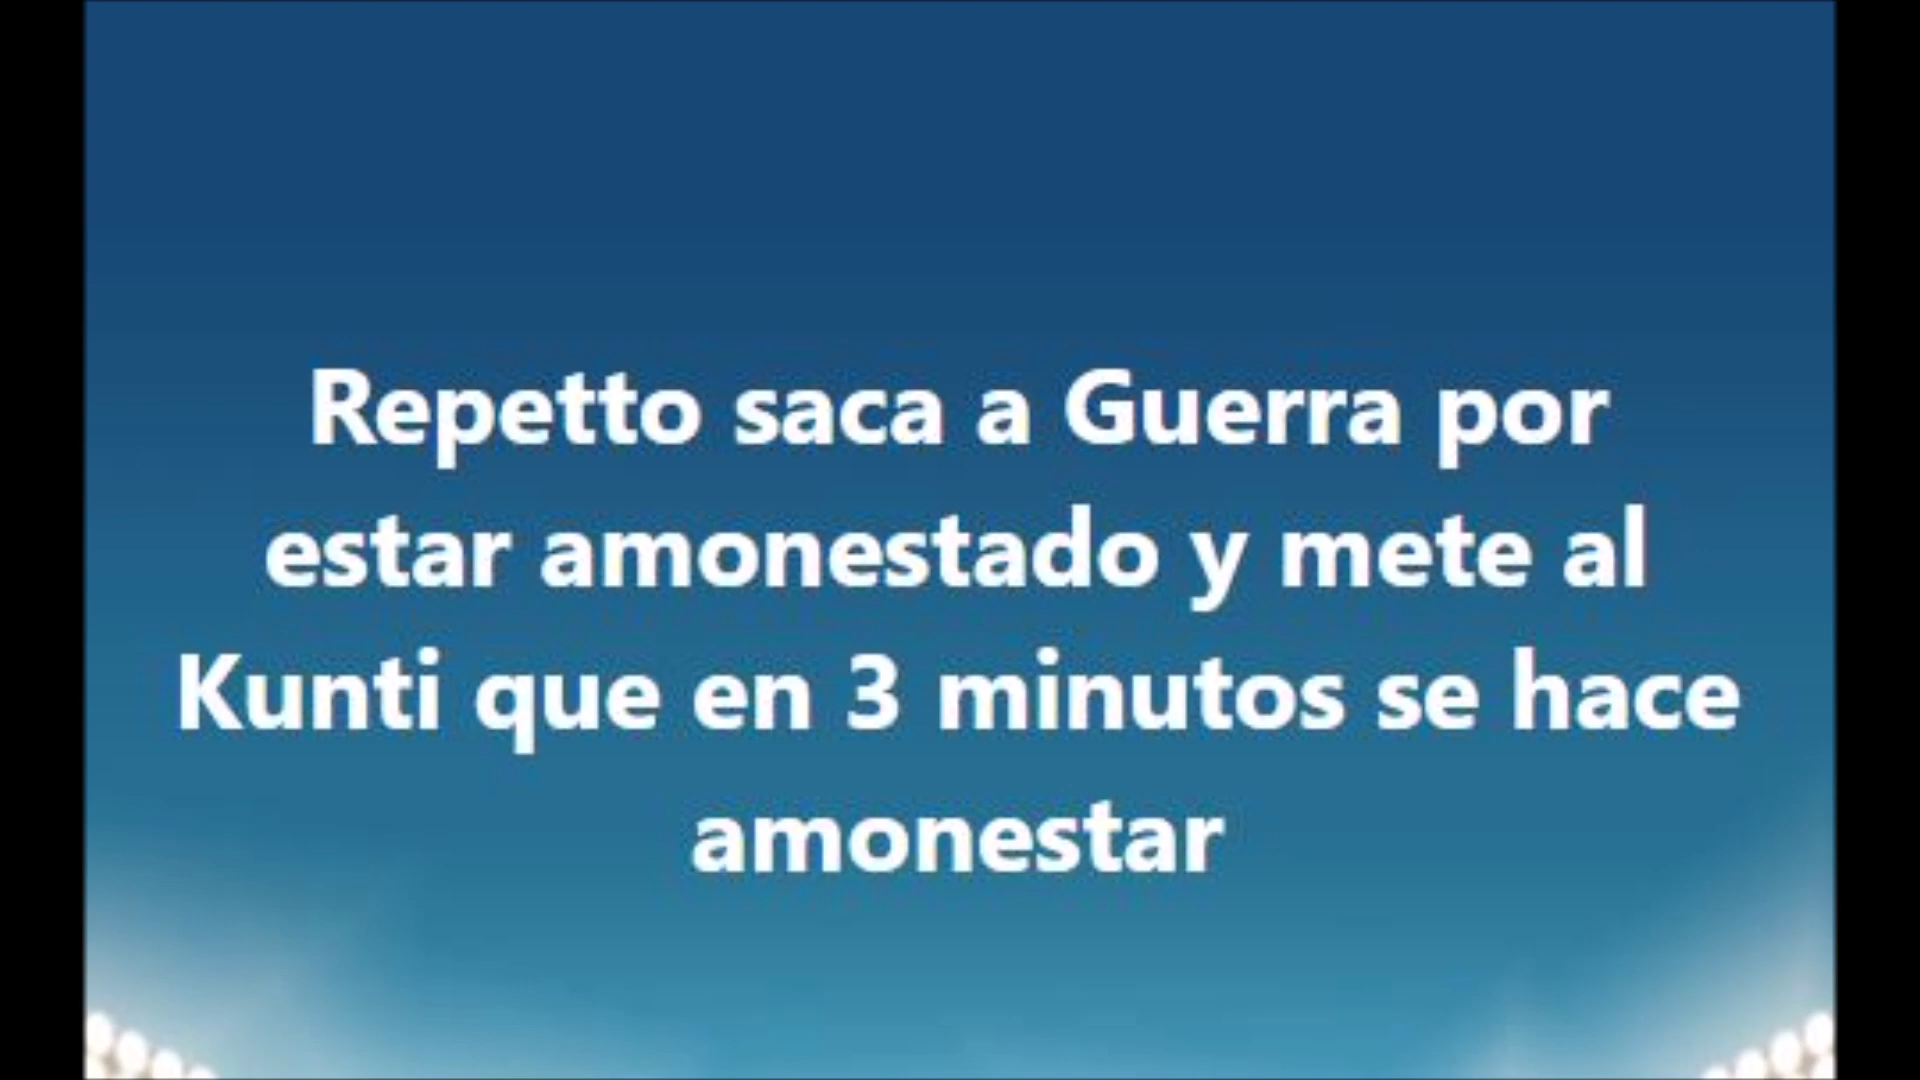 Repetto saca a Guerra por
estar amonestado y mete al
Kunti que en 3 minutos se hace
amonestar